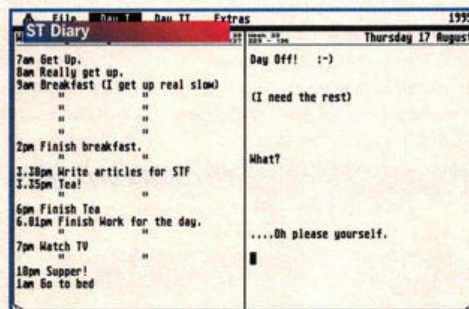 File Day I Day II Extras 1995
ST Diary
Thursday 17 August
7am Get Up.
8am Really get up.
9am Breakfast (I get up real slow)
" "
" "
" "
" "
2pm Finish breakfast.
3.30pm Write articles for STF
3.35pm Tea!
" "
6pm Finish Tea
6.01pm Finish Work for the day.
" "
7pm Watch TV
" "
10pm Supper!
1am Go to bed
Day Off! :-)
(I need the rest)
What?
....Oh please yourself.